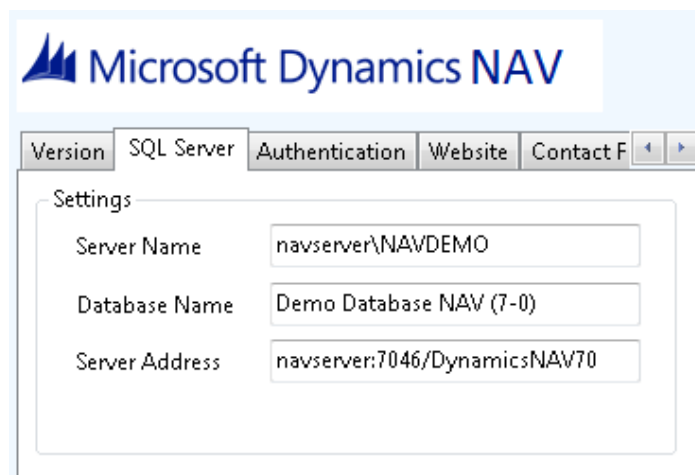 Microsoft Dynamics NAV
Version SQL Server Authentication Website Contact F
Settings
Server Name navserver\NAVDEMO
Database Name Demo Database NAV (7-0)
Server Address navserver:7046/DynamicsNAV70